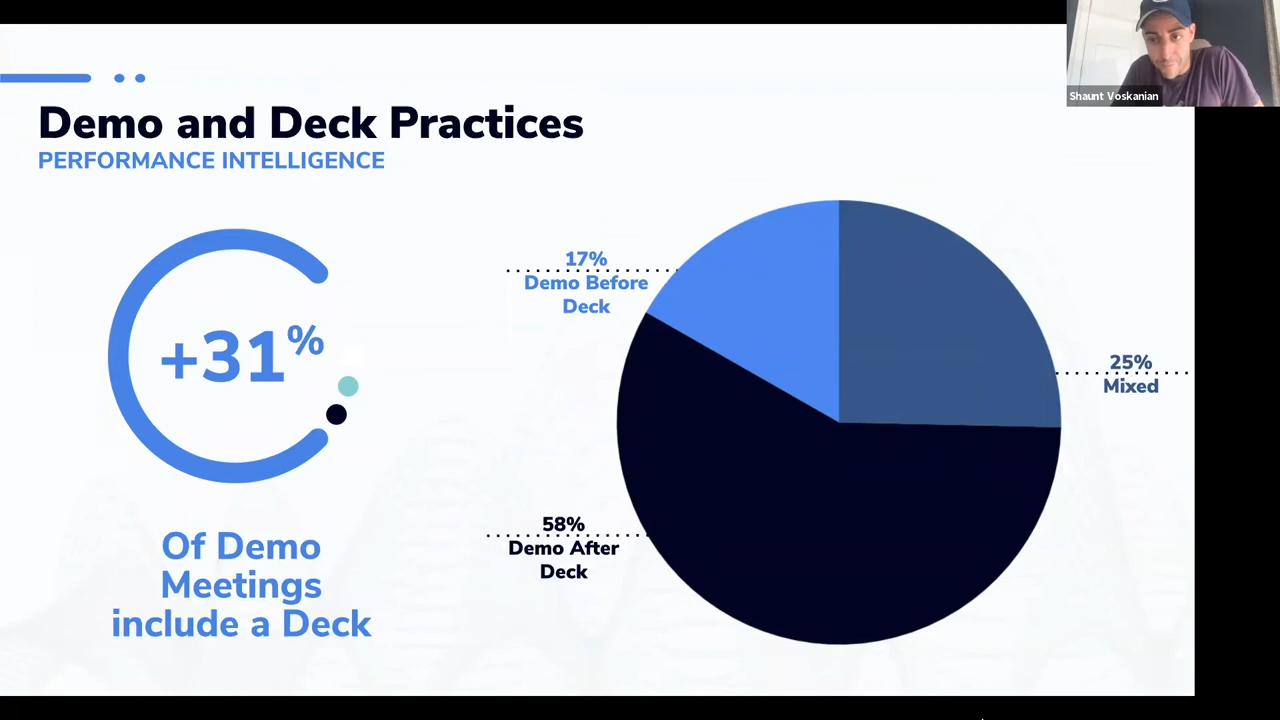 Shaunt Voskanian
Demo and Deck Practices
PERFORMANCE INTELLIGENCE
+31%
Of Demo
Meetings
include a Deck
17%
Demo Before
Deck
25%
Mixed
58%
Demo After
Deck